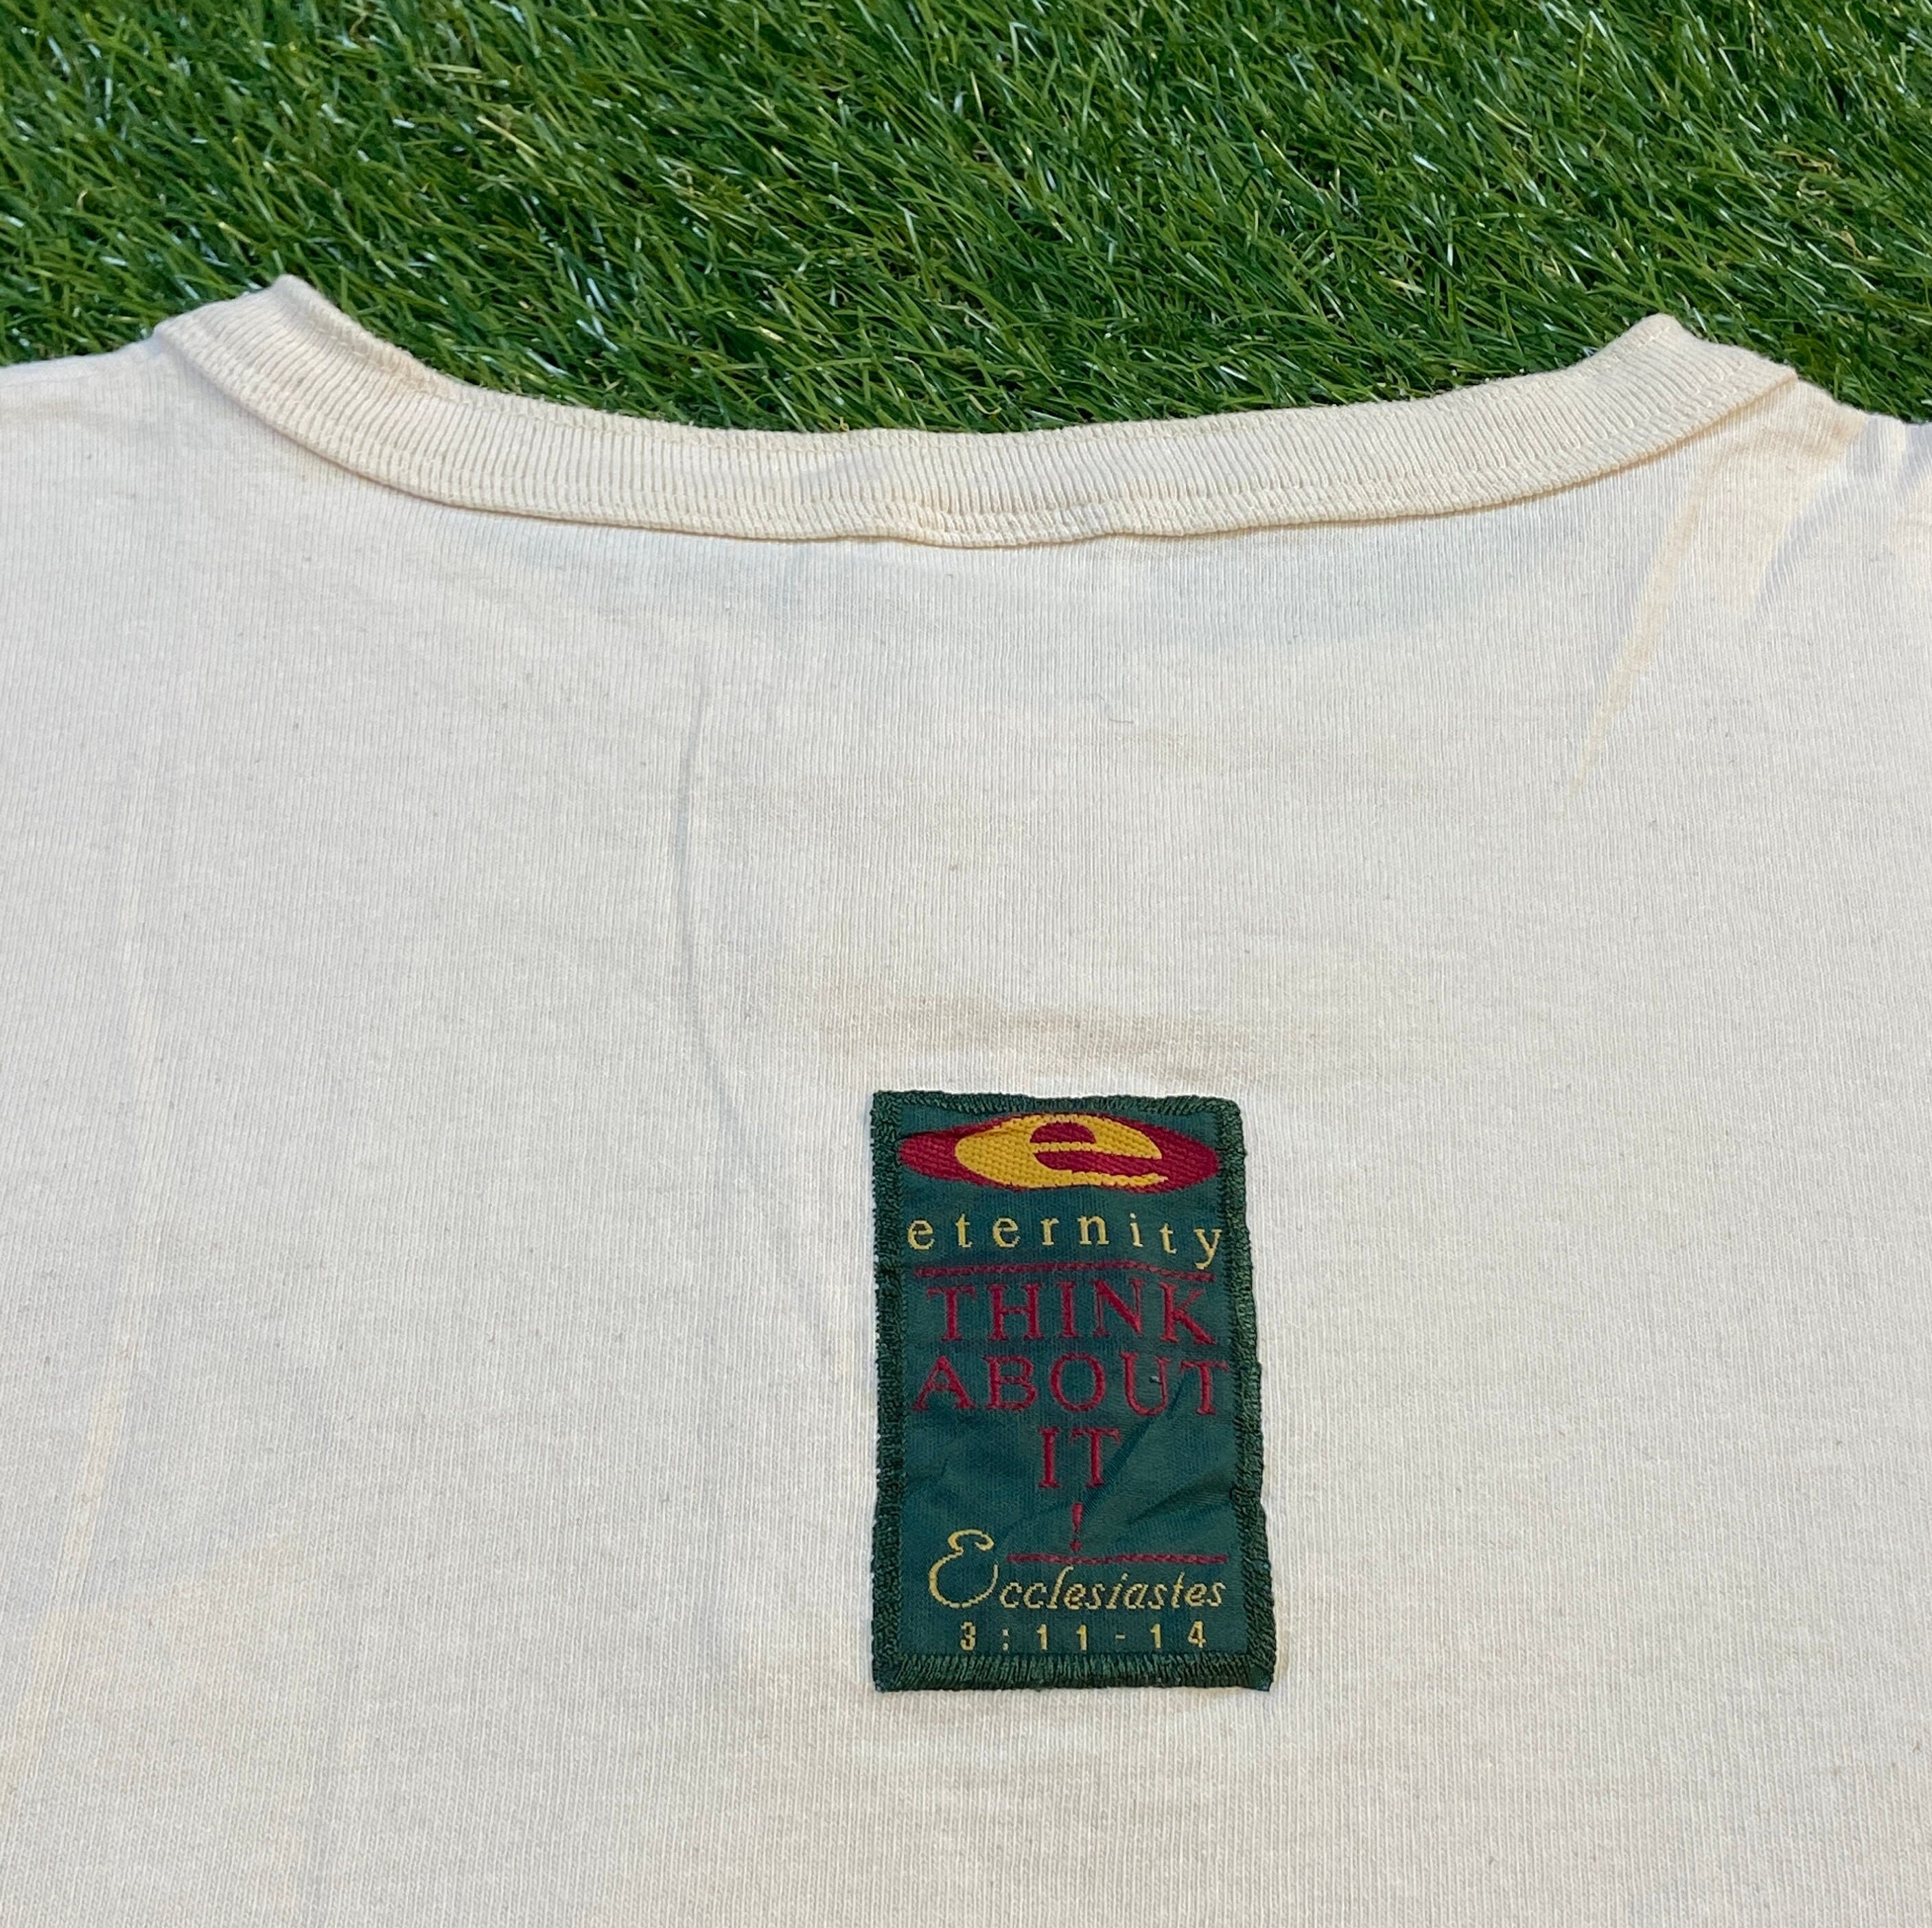 e
eternity
THINK
ABOUT
IT
!
Ecclesiastes
3:11-14